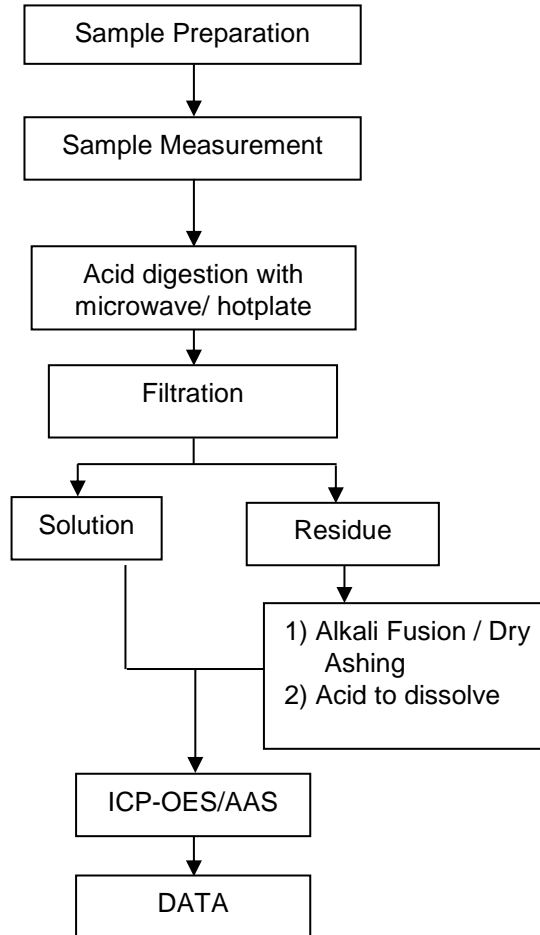 Sample Preparation
Sample Measurement
Acid digestion with
microwave/ hotplate
Filtration
Solution
Residue
1) Alkali Fusion / Dry
Ashing
2) Acid to dissolve
ICP-OES/AAS
DATA